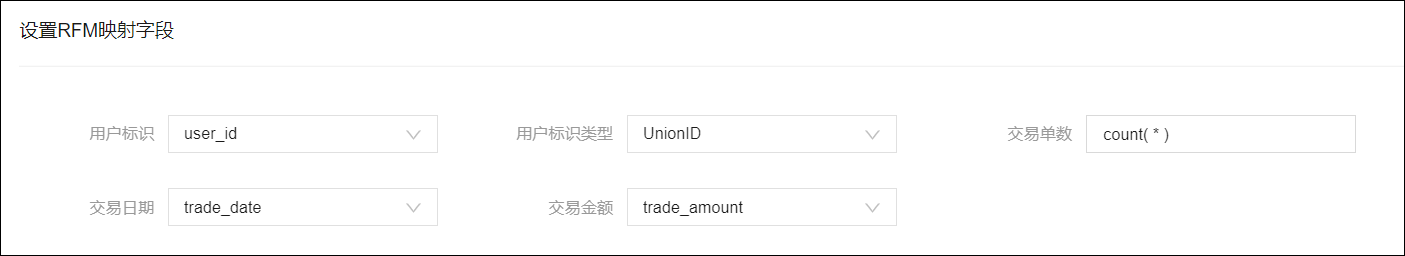 设置RFM映射字段
用户标识 user_id 用户标识类型 UnionID 交易单数 count( * )
交易日期 trade_date 交易金额 trade_amount